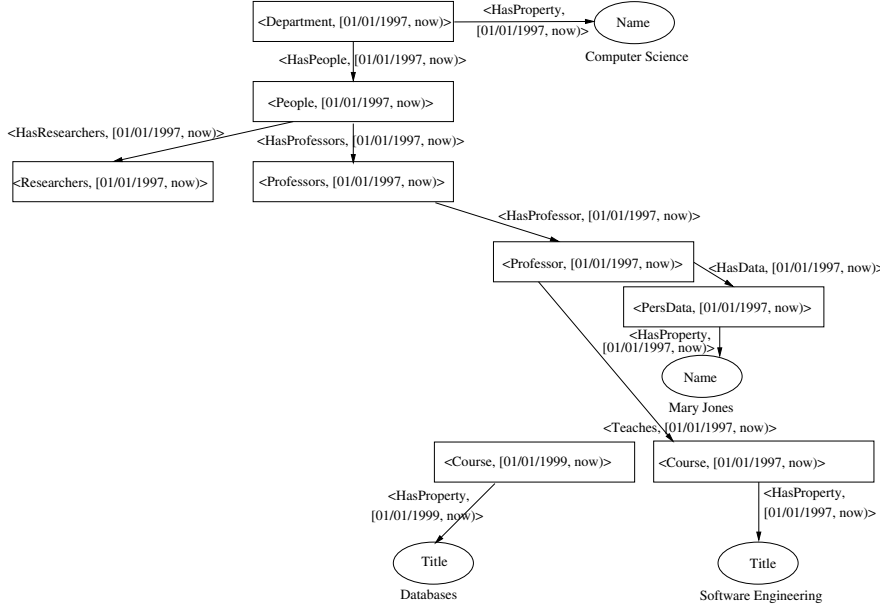 <Department, [01/01/1997, now)>
<HasProperty,
[01/01/1997, now)>
Name
Computer Science
<HasPeople, [01/01/1997, now)>
<People, [01/01/1997, now)>
<HasResearchers, [01/01/1997, now)>
<HasProfessors, [01/01/1997, now)>
<Researchers, [01/01/1997, now)>
<Professors, [01/01/1997, now)>
<HasProfessor, [01/01/1997, now)>
<Professor, [01/01/1997, now)>
<HasData, [01/01/1997, now)>
<PersData, [01/01/1997, now)>
<HasProperty,
[01/01/1997, now)>
Name
Mary Jones
<Teaches, [01/01/1997, now)>
<Course, [01/01/1999, now)>
<Course, [01/01/1997, now)>
<HasProperty,
[01/01/1999, now)>
<HasProperty,
[01/01/1997, now)>
Title
Title
Databases
Software Engineering